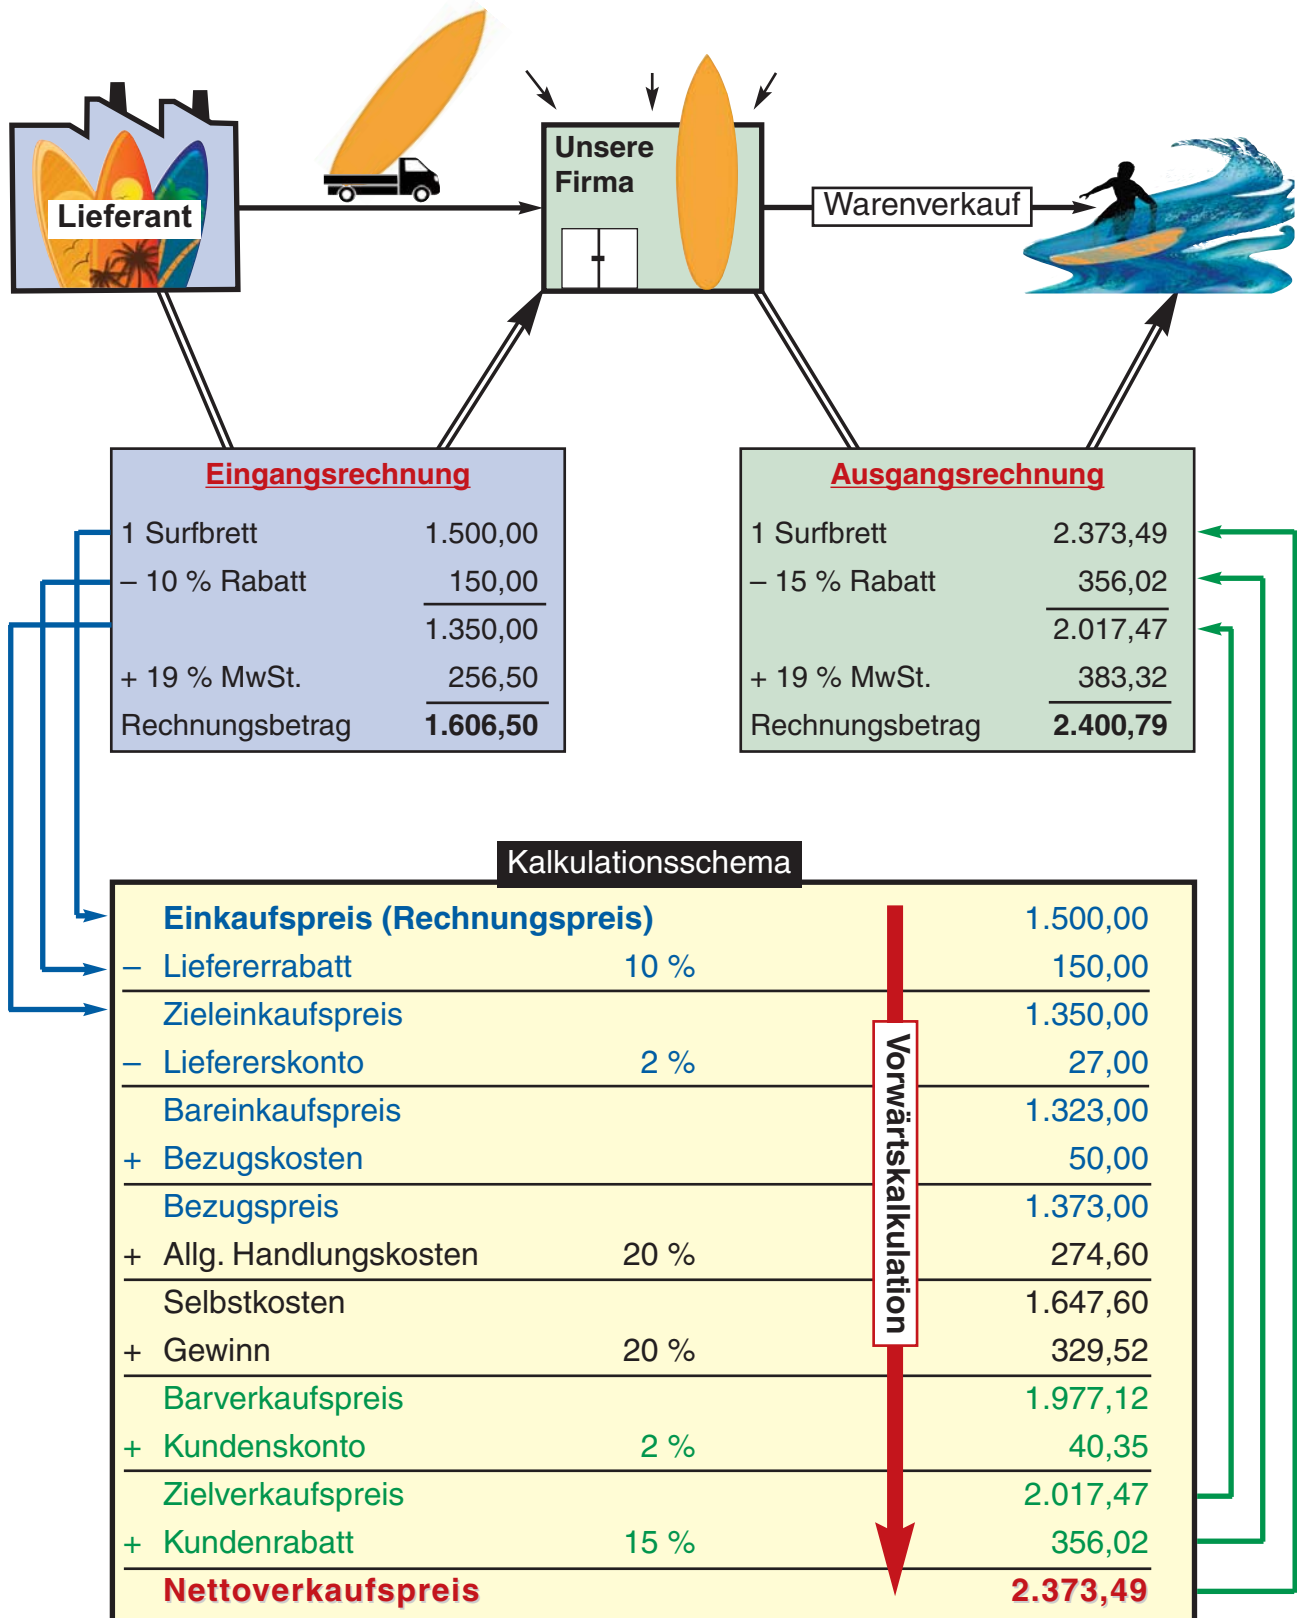 Lieferant
Unsere
Firma
Warenverkauf
Eingangsrechnung
1 Surfbrett 1.500,00
– 10 % Rabatt 150,00
1.350,00
+ 19 % MwSt. 256,50
Rechnungsbetrag 1.606,50
Ausgangsrechnung
1 Surfbrett 2.373,49
– 15 % Rabatt 356,02
2.017,47
+ 19 % MwSt. 383,32
Rechnungsbetrag 2.400,79
Kalkulationsschema
Einkaufspreis (Rechnungspreis) 1.500,00
– Liefererrabatt 10 % 150,00
Zieleinkaufspreis 1.350,00
– Liefererskonto 2 % 27,00
Bareinkaufspreis 1.323,00
+ Bezugskosten 50,00
Bezugspreis 1.373,00
+ Allg. Handlungskosten 20 % 274,60
Selbstkosten 1.647,60
+ Gewinn 20 % 329,52
Barverkaufspreis 1.977,12
+ Kundenskonto 2 % 40,35
Zielverkaufspreis 2.017,47
+ Kundenrabatt 15 % 356,02
Nettoverkaufspreis 2.373,49
Vorwärtskalkulation